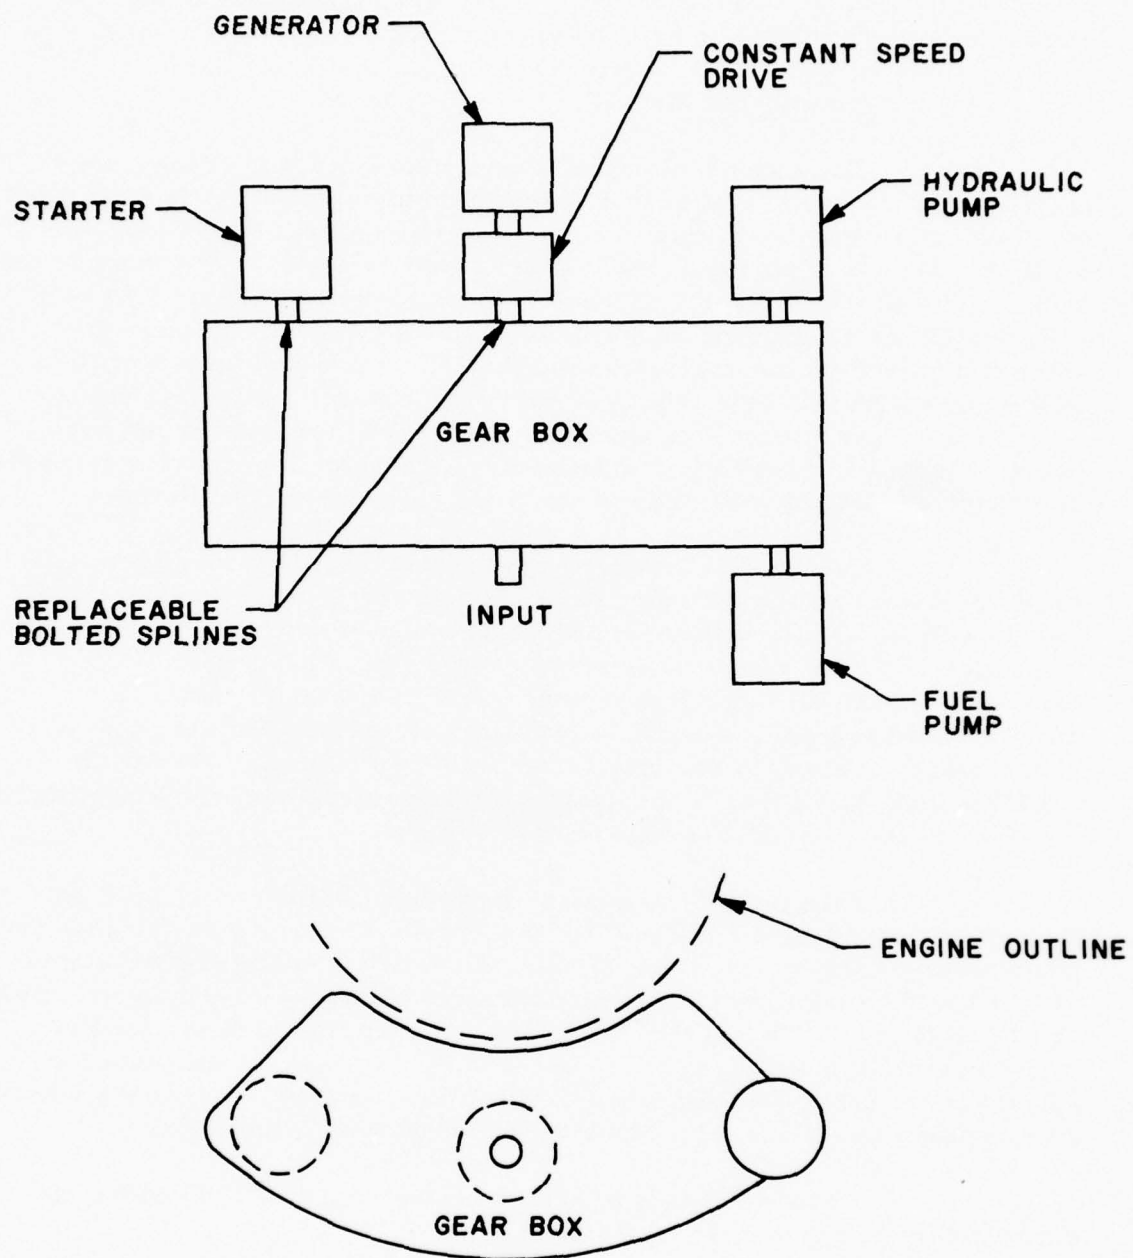 GENERATOR
CONSTANT SPEED
DRIVE
STARTER
HYDRAULIC
PUMP
GEAR BOX
REPLACEABLE
BOLTED SPLINES
INPUT
FUEL
PUMP
ENGINE OUTLINE
GEAR BOX